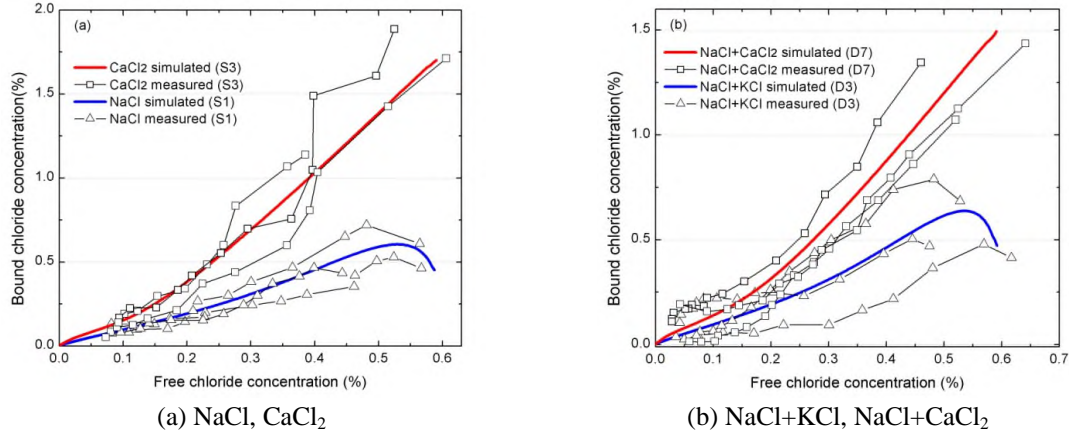 (a)
CaCl2 simulated (S3)
CaCl2 measured (S3)
NaCl simulated (S1)
NaCl measured (S1)
2.0
1.5
1.0
0.5
0.0
0.0 0.1 0.2 0.3 0.4 0.5 0.6
Bound chloride concentration(%)
Free chloride concentration (%)
(a) NaCl, CaCl₂
(b)
NaCl+CaCl2 simulated (D7)
NaCl+CaCl2 measured (D7)
NaCl+KCl simulated (D3)
NaCl+KCl measured (D3)
1.5
1.0
0.5
0.0
0.0 0.1 0.2 0.3 0.4 0.5 0.6 0.7
Bound chloride concentration (%)
Free chloride concentration (%)
(b) NaCl+KCl, NaCl+CaCl₂